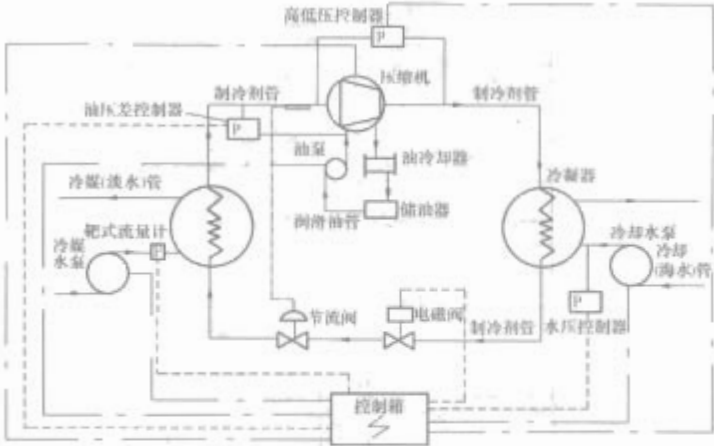 高低压控制器
P
压缩机
制冷剂管
制冷剂管
油压差控制器
P
油泵
油冷却器
冷媒(淡水)管
冷凝器
润滑油管
储油器
靶式流量计
冷却水泵
冷媒
水泵
P
冷却
(海水)管
P
节流阀
电磁阀
制冷剂管
水压控制器
控制箱